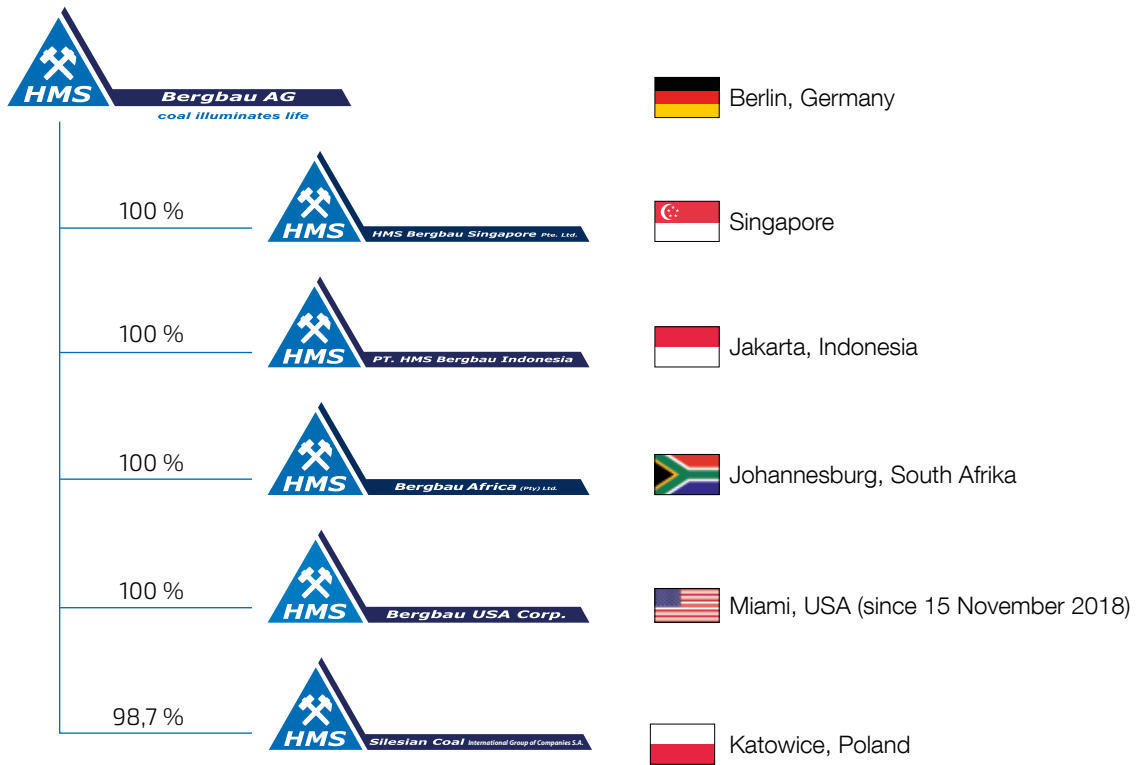 HMS Bergbau AG
coal illuminates life
Berlin, Germany
100 %
HMS HMS Bergbau Singapore Pte. Ltd.
Singapore
100 %
HMS PT. HMS Bergbau Indonesia
Jakarta, Indonesia
100 %
HMS Bergbau Africa (Pty) Ltd.
Johannesburg, South Afrika
100 %
HMS Bergbau USA Corp.
Miami, USA (since 15 November 2018)
98,7 %
HMS Silesian Coal International Group of Companies S.A.
Katowice, Poland